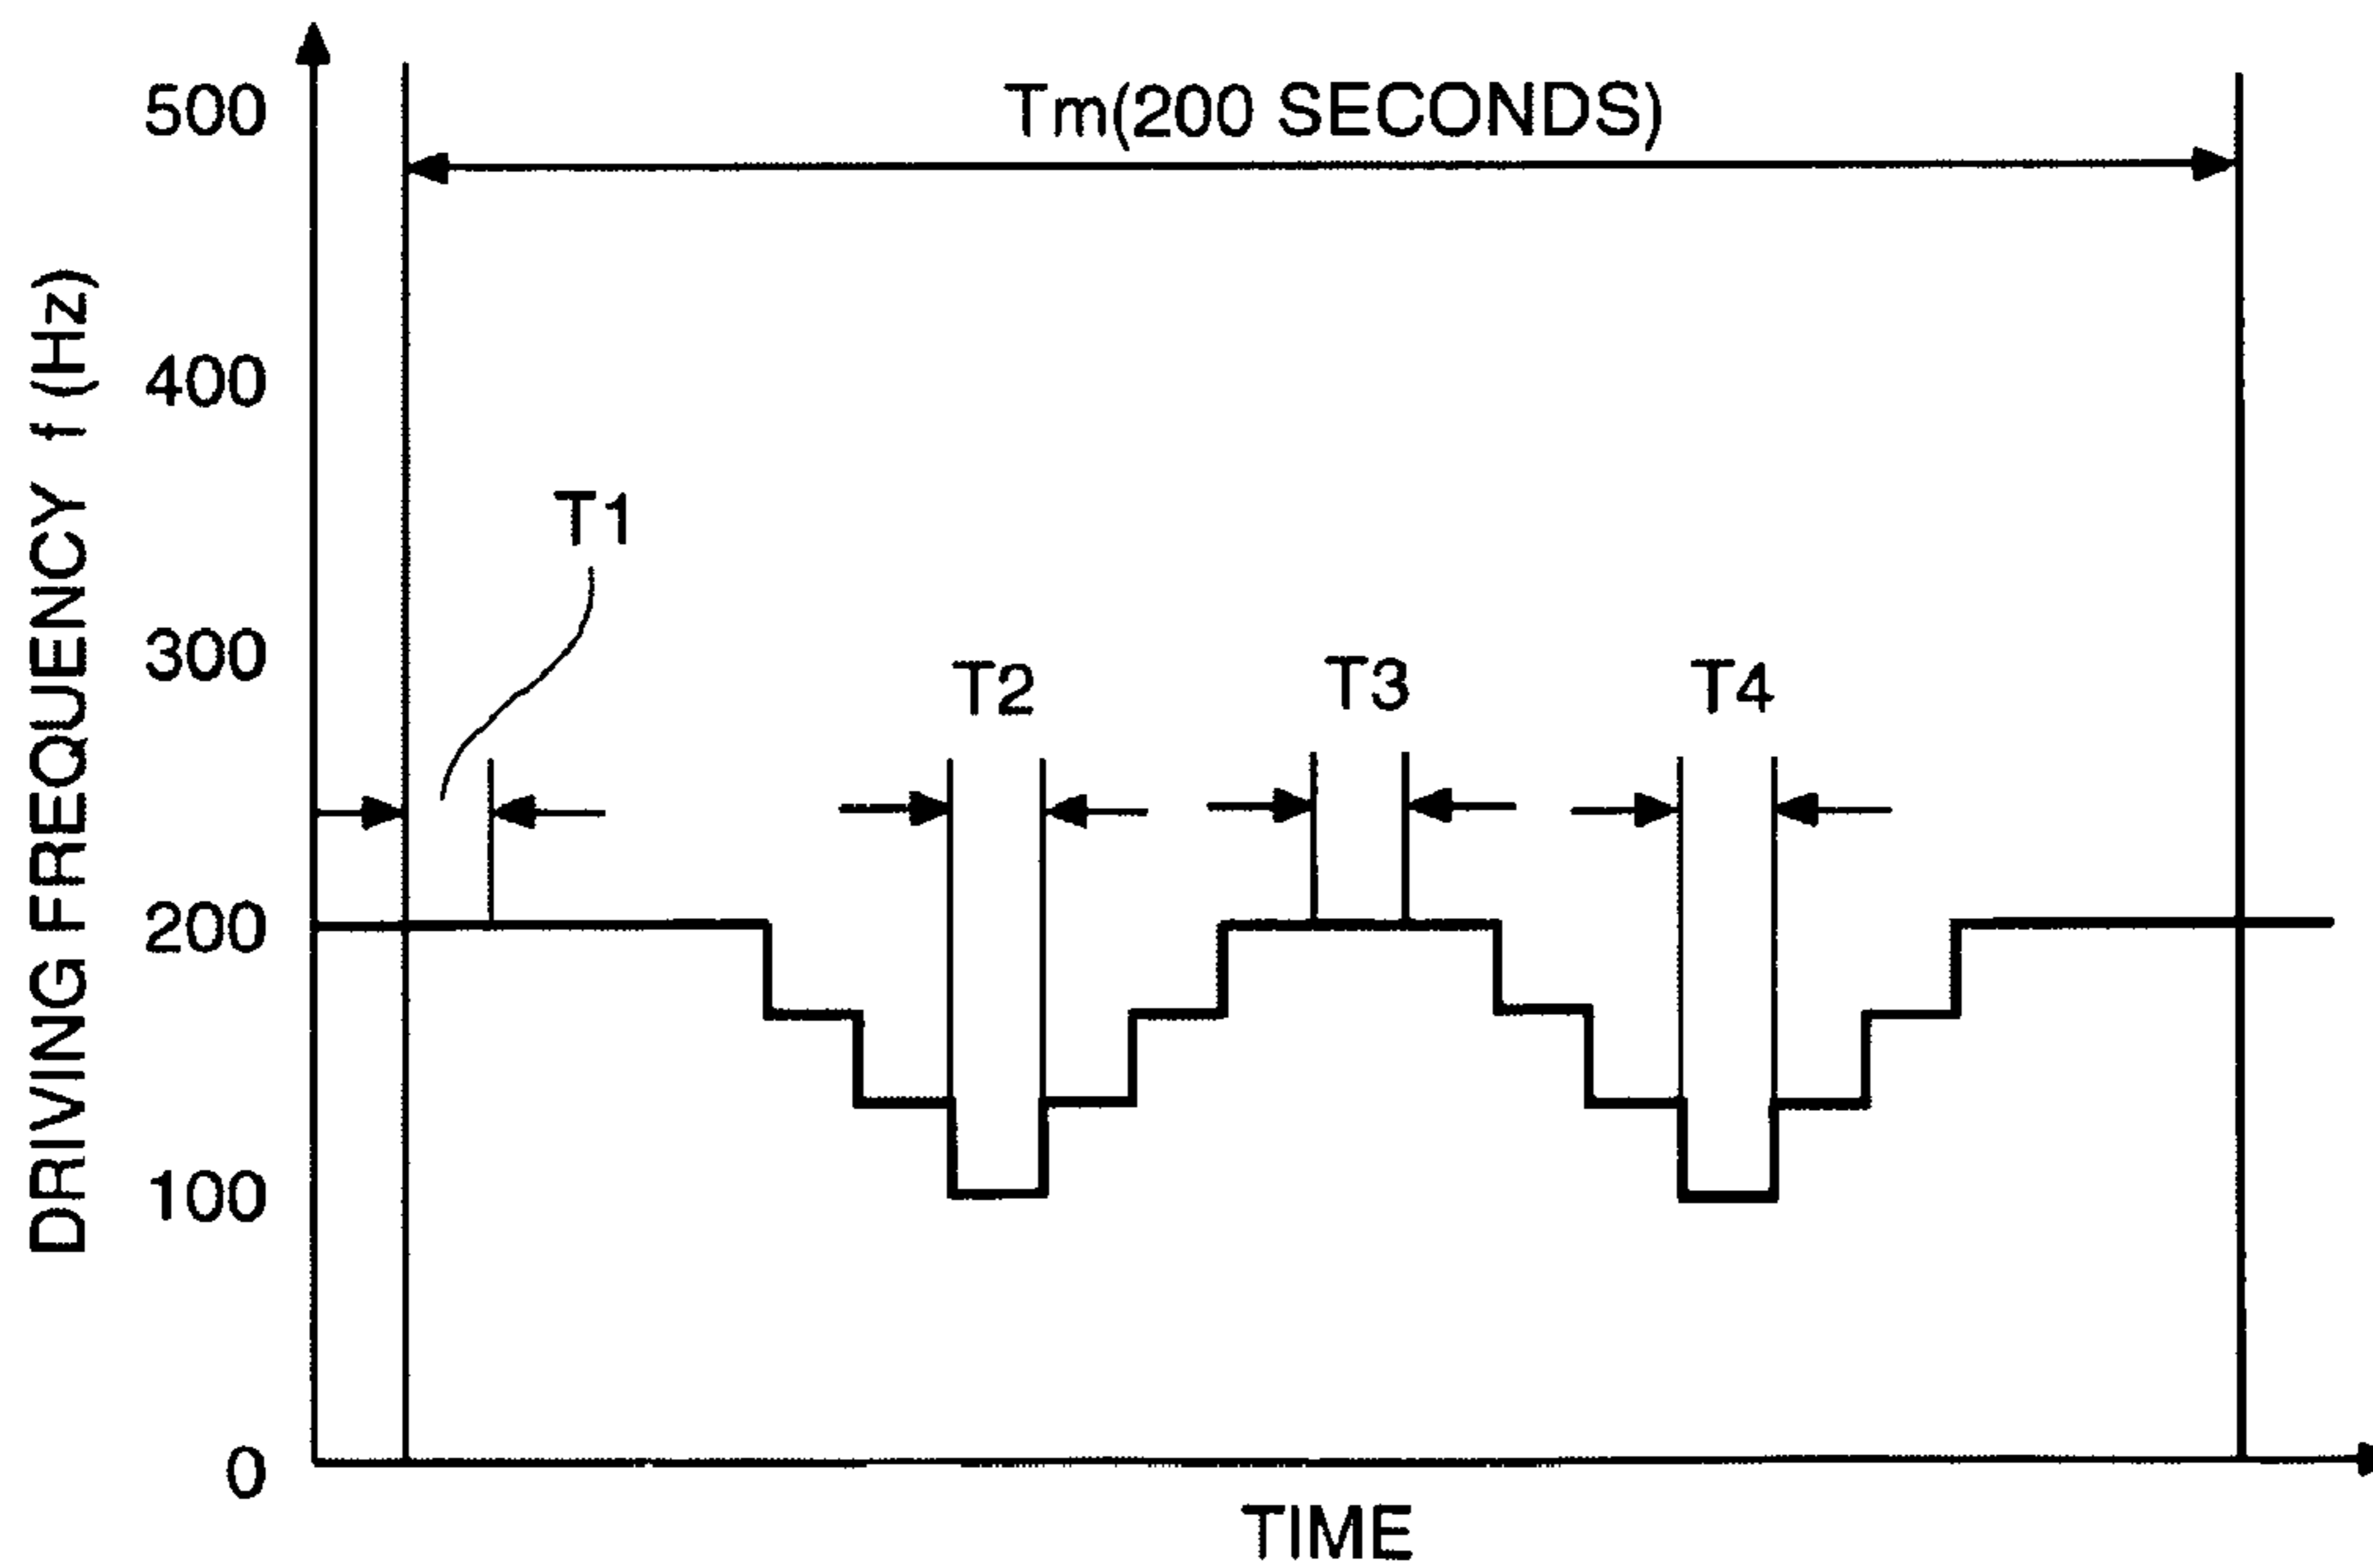 500
Tm(200 SECONDS)
400
T1
300
T2
T3
T4
200
100
0
DRIVING FREQUENCY f (Hz)
TIME